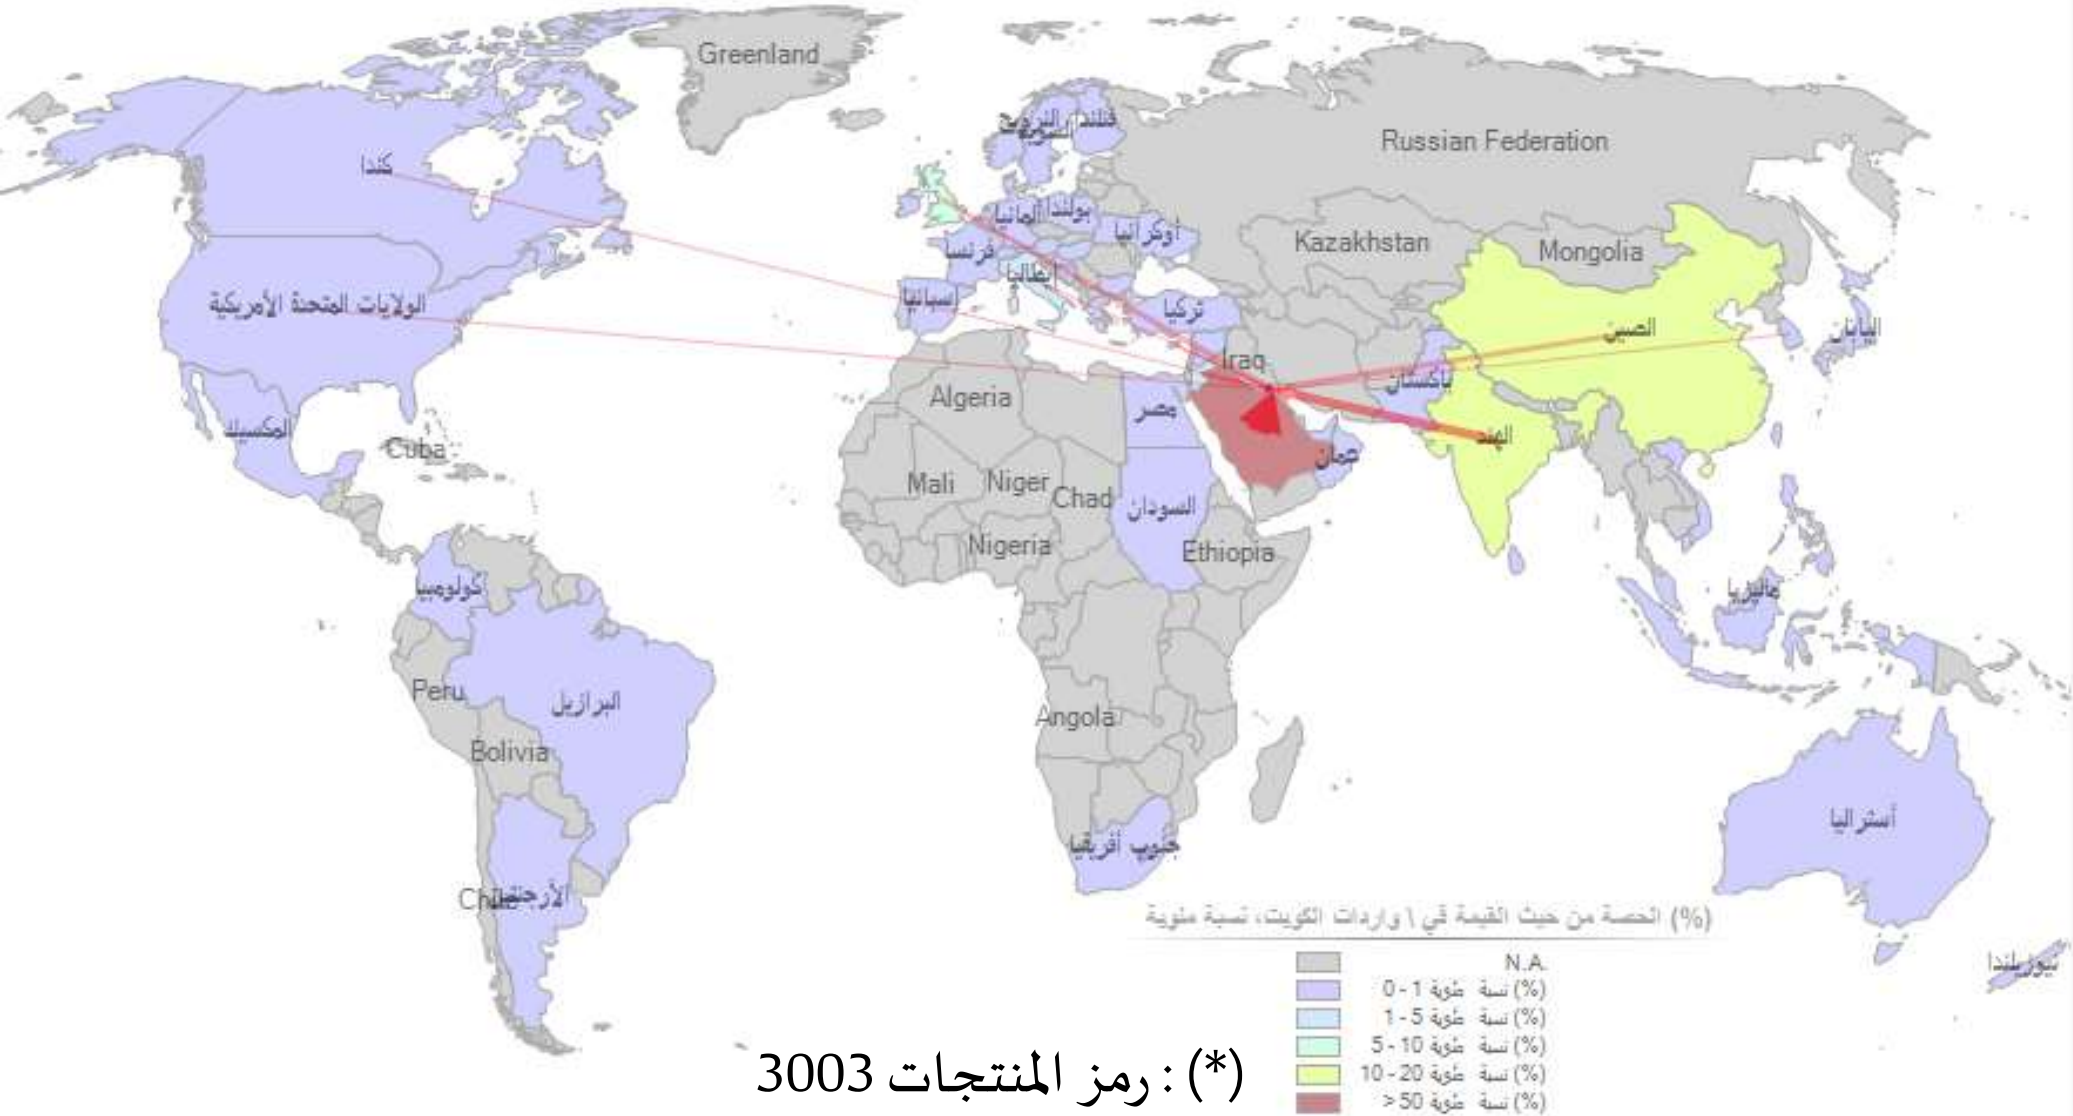 Greenland
Russian Federation
كندا
فنلندا
النرويج
السويد
ألمانيا
بولندا
أوكرانيا
Kazakhstan
Mongolia
فرنسا
إيطاليا
إسبانيا
تركيا
الولايات المتحدة الأمريكية
الصين
اليابان
Iraq
باكستان
Algeria
مصر
المكسيك
Cuba
الهند
عمان
Mali
Niger
Chad
السودان
Nigeria
Ethiopia
كولومبيا
ماليزيا
Peru
البرازيل
Angola
Bolivia
أستراليا
جنوب أفريقيا
Chile
الأرجنتين
نيوزيلندا
(%) الحصة من حيث القيمة في \ واردات الكويت، نسبة مئوية
N.A.
(%) نسبة مئوية 0 - 1
(%) نسبة مئوية 1 - 5
(%) نسبة مئوية 5 - 10
(%) نسبة مئوية 10 - 20
(%) نسبة مئوية >50
(*) : رمز المنتجات 3003